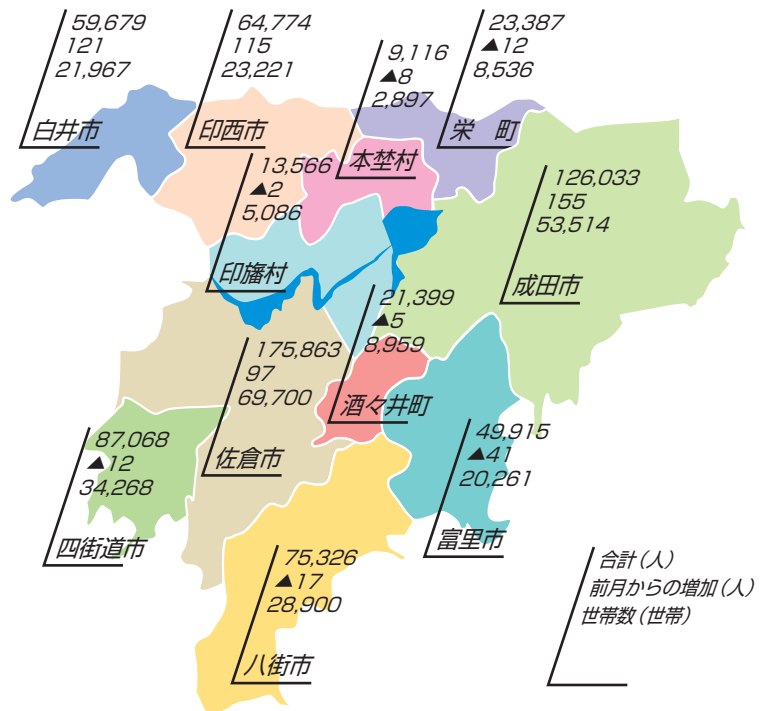 59,679
121
21,967
白井市
64,774
115
23,221
印西市
9,116
▲8
2,897
本埜村
23,387
▲12
8,536
栄　町
13,566
▲2
5,086
印旛村
126,033
155
53,514
成田市
21,399
▲5
8,959
酒々井町
175,863
97
69,700
佐倉市
87,068
▲12
34,268
四街道市
49,915
▲41
20,261
富里市
75,326
▲17
28,900
八街市
合計（人）
前月からの増加（人）
世帯数（世帯）